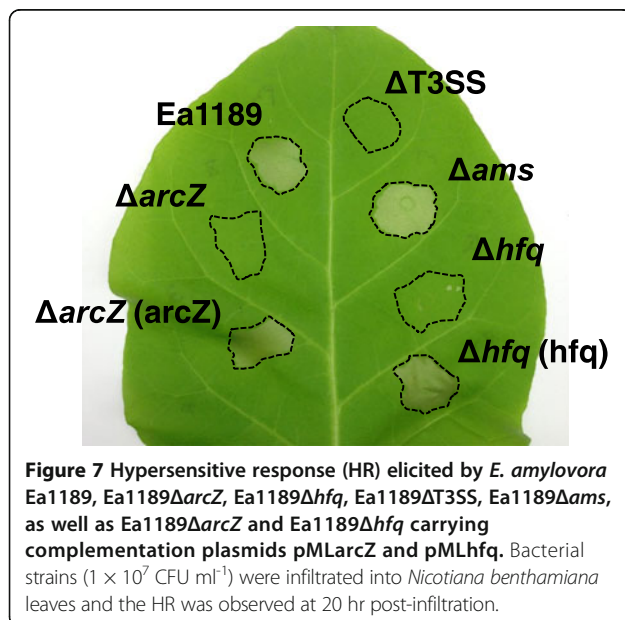 ΔT3SS
Ea1189
Δams
ΔarcZ
Δhfq
ΔarcZ (arcZ)
Δhfq (hfq)
Figure 7 Hypersensitive response (HR) elicited by E. amylovora
Ea1189, Ea1189ΔarcZ, Ea1189Δhfq, Ea1189ΔT3SS, Ea1189Δams,
as well as Ea1189ΔarcZ and Ea1189Δhfq carrying
complementation plasmids pMLarcZ and pMLhfq. Bacterial
strains (1 × 10⁷ CFU ml⁻¹) were infiltrated into Nicotiana benthamiana
leaves and the HR was observed at 20 hr post-infiltration.